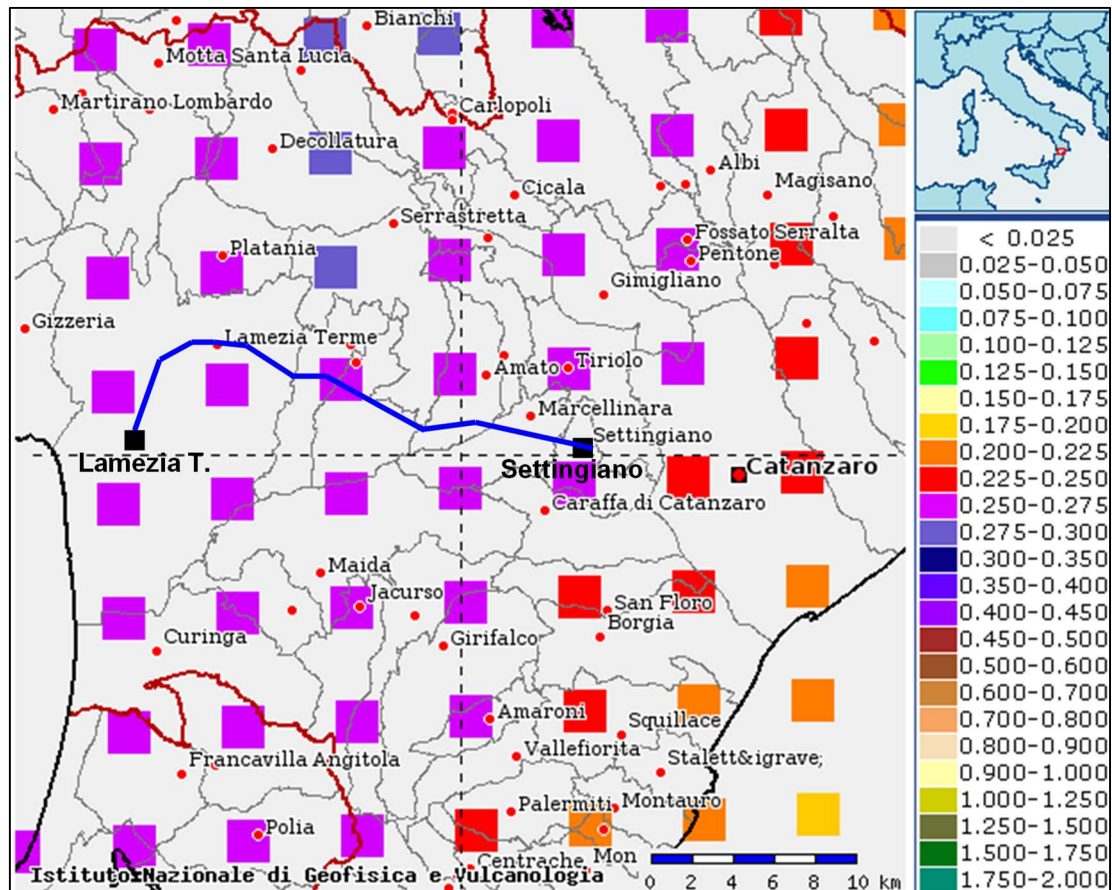 Bianchi
Motta Santa Lucia
Martirano Lombardo
Carlopoli
Decollatura
Albi
Cicala
Magisano
Serrastretta
Fossato Serralta
Platania
Pentone
Gimigliano
Gizzeria
Lamezia Terme
Amato
Tiriolo
Marcellinara
Settingiano
Lamezia T.
Settingiano
Catanzaro
Caraffa di Catanzaro
Maida
Jacurso
San Floro
Borgia
Curinga
Girifalco
Amaroni
Squillace
Vallefiorita
Stalett&igrave;
Francavilla Angitola
Palermiti
Montauro
Polia
Centrache
Mon
Istituto Nazionale di Geofisica e Vulcanologia
0 2 4 6 8 10 km
< 0.025
0.025-0.050
0.050-0.075
0.075-0.100
0.100-0.125
0.125-0.150
0.150-0.175
0.175-0.200
0.200-0.225
0.225-0.250
0.250-0.275
0.275-0.300
0.300-0.350
0.350-0.400
0.400-0.450
0.450-0.500
0.500-0.600
0.600-0.700
0.700-0.800
0.800-0.900
0.900-1.000
1.000-1.250
1.250-1.500
1.500-1.750
1.750-2.000